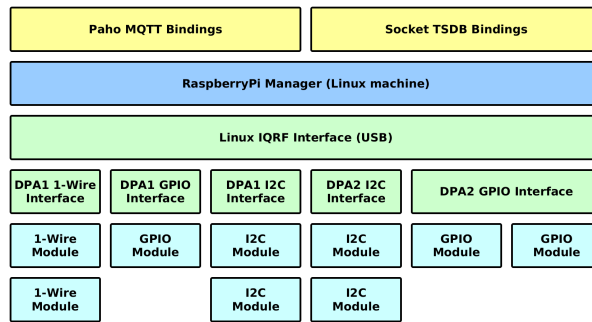 Paho MQTT Bindings
Socket TSDB Bindings
RaspberryPi Manager (Linux machine)
Linux IQRF Interface (USB)
DPA1 1-Wire
Interface
DPA1 GPIO
Interface
DPA1 I2C
Interface
DPA2 I2C
Interface
DPA2 GPIO Interface
1-Wire
Module
GPIO
Module
I2C
Module
I2C
Module
GPIO
Module
GPIO
Module
1-Wire
Module
I2C
Module
I2C
Module